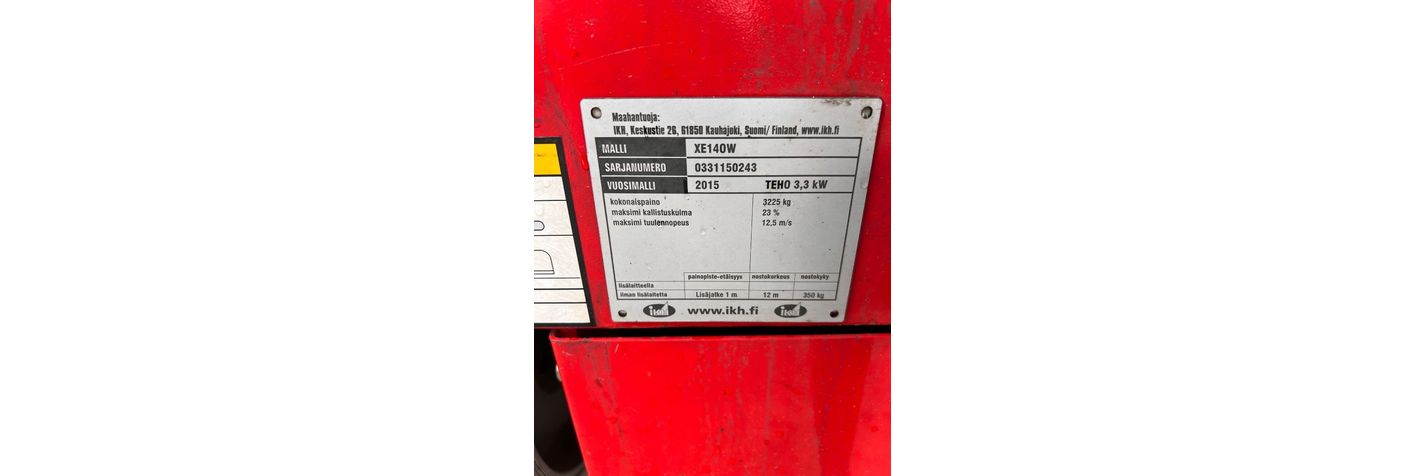 Maahantuoja:
IKH, Keskustie 26, 61850 Kauhajoki, Suomi/ Finland, www.ikh.fi
MALLI XE140W
SARJANUMERO 0331150243
VUOSIMALLI 2015 TEHO 3,3 kW
kokonaispaino 3225 kg
maksimi kallistuskulma 23 %
maksimi tuulennopeus 12,5 m/s
painopiste-etäisyys nostokorkeus nostokyky
lisälaitteella
ilman lisälaitetta Lisäjatke 1 m 12 m 350 kg
www.ikh.fi